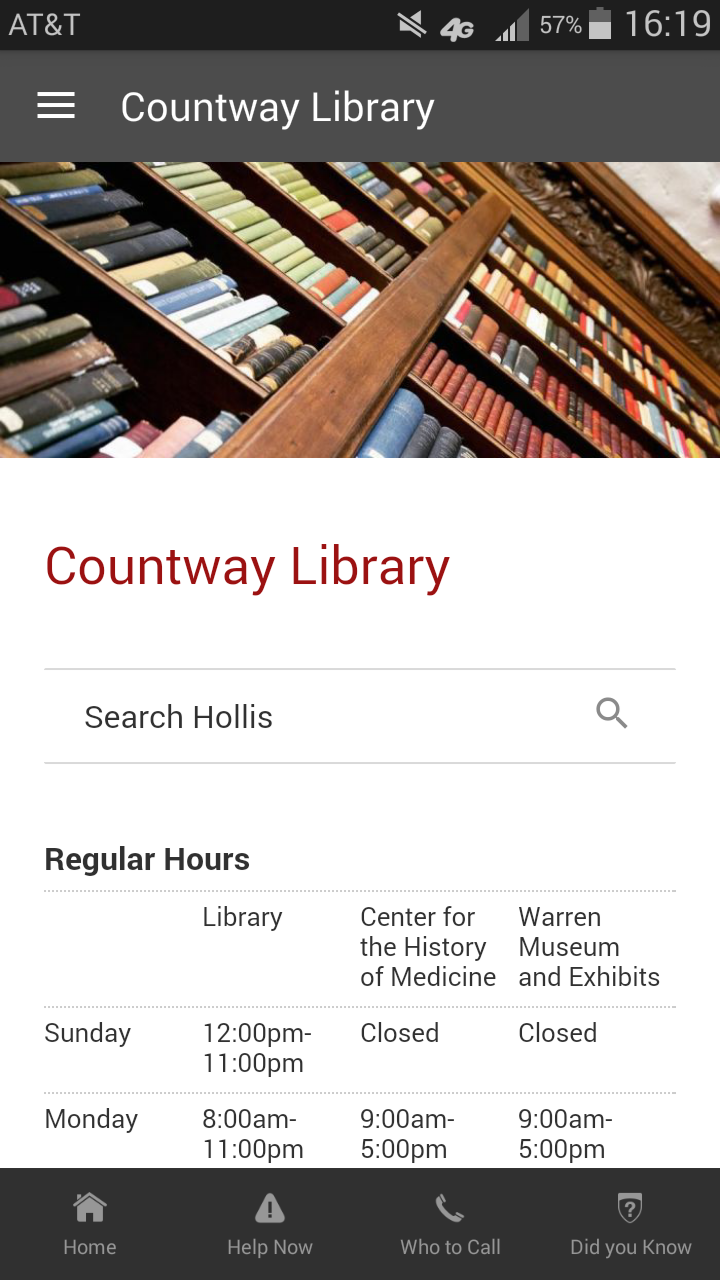 AT&T 4G 57% 16:19
Countway Library
Countway Library
Search Hollis
Regular Hours
Library Center for Warren
the History Museum
of Medicine and Exhibits
Sunday 12:00pm- Closed Closed
11:00pm
Monday 8:00am- 9:00am- 9:00am-
11:00pm 5:00pm 5:00pm
Home Help Now Who to Call Did you Know